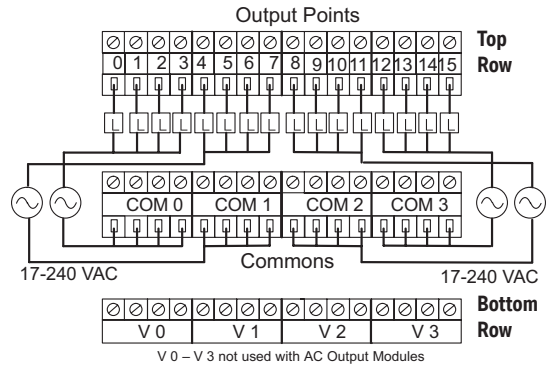 Output Points
Top
Row
0 1 2 3 4 5 6 7 8 9 10 11 12 13 14 15
L L L L L L L L L L L L L L L L
COM 0 COM 1 COM 2 COM 3
Commons
17-240 VAC 17-240 VAC
Bottom
Row
V 0 V 1 V 2 V 3
V 0 – V 3 not used with AC Output Modules